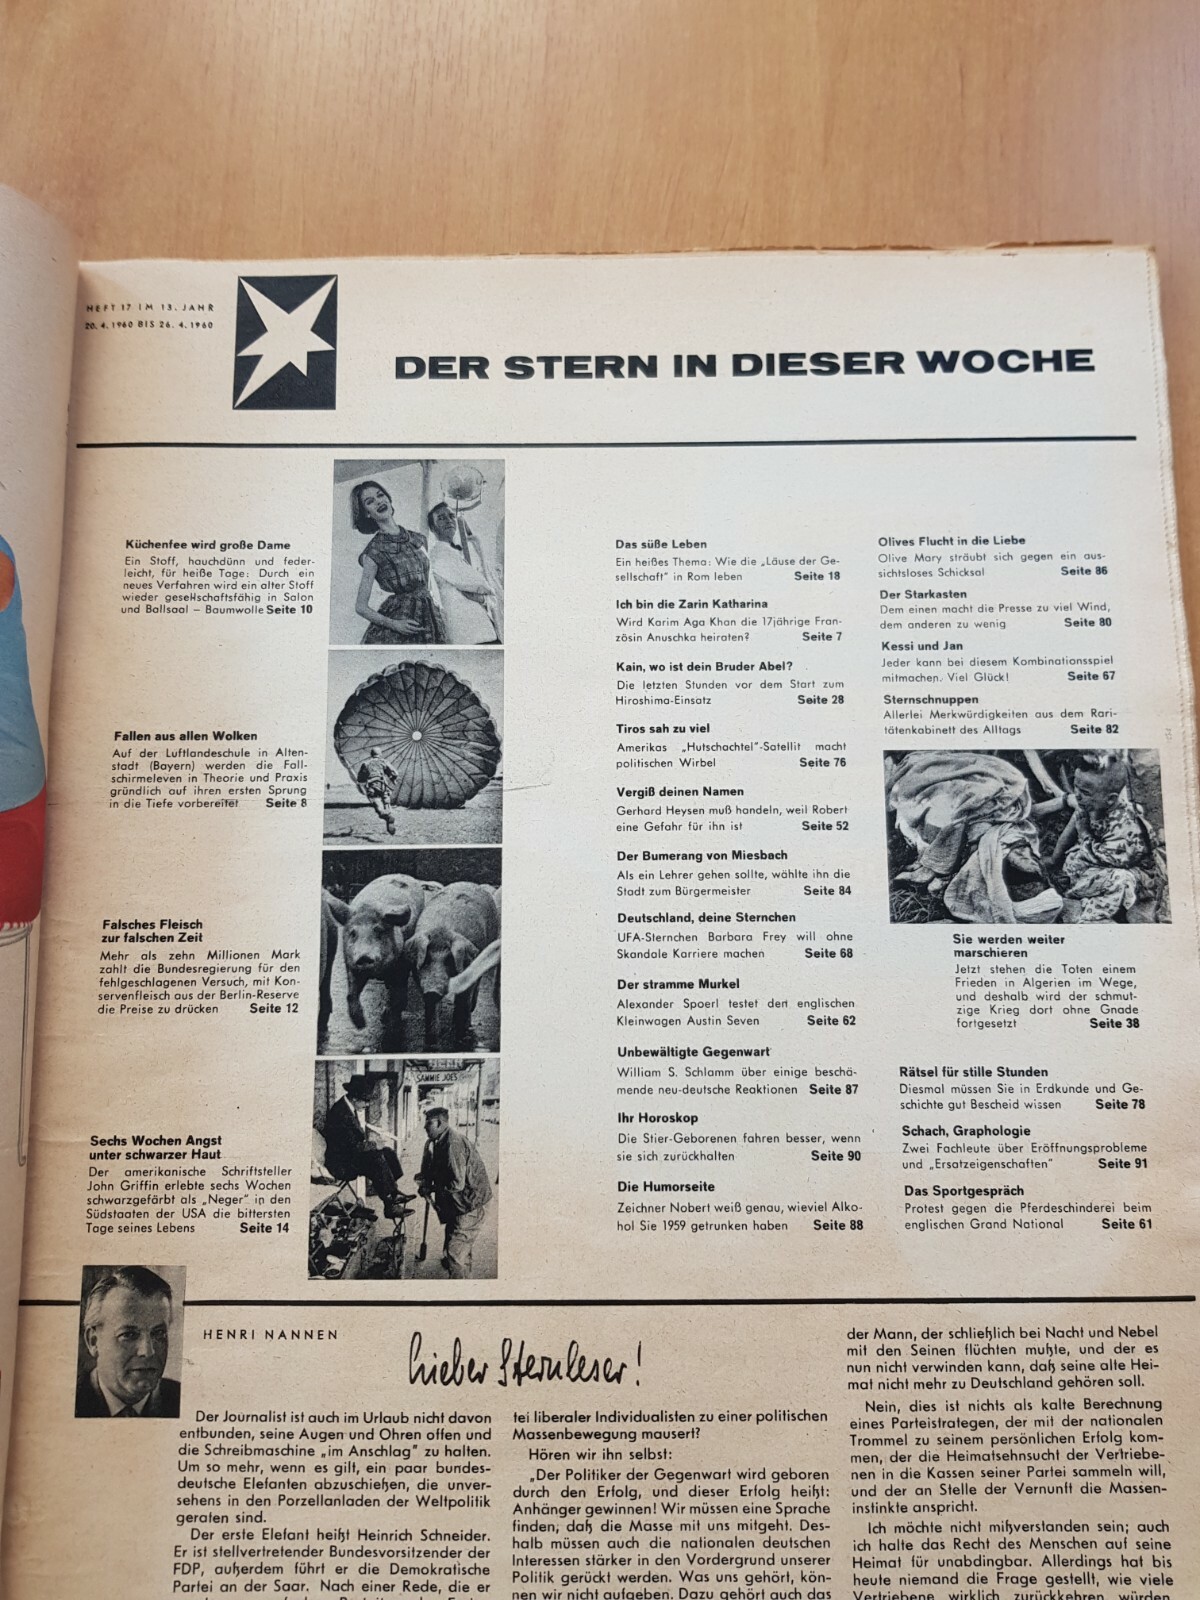 HEFT 17 IM 13. JAHR
20. 4. 1960 BIS 26. 4. 1960
DER STERN IN DIESER WOCHE
Küchenfee wird große Dame
Ein Stoff, hauchdünn und feder-
leicht, für heiße Tage: Durch ein
neues Verfahren wird ein alter Stoff
wieder gesellschaftsfähig in Salon
und Ballsaal – Baumwolle Seite 10
Fallen aus allen Wolken
Auf der Luftlandeschule in Alten-
stadt (Bayern) werden die Fall-
schirmeleven in Theorie und Praxis
gründlich auf ihren ersten Sprung
in die Tiefe vorbereitet Seite 8
Falsches Fleisch
zur falschen Zeit
Mehr als zehn Millionen Mark
zahlt die Bundesregierung für den
fehlgeschlagenen Versuch, mit Kon-
servenfleisch aus der Berlin-Reserve
die Preise zu drücken Seite 12
SAMMIE JOE'S
Sechs Wochen Angst
unter schwarzer Haut
Der amerikanische Schriftsteller
John Griffin erlebte sechs Wochen
schwarzgefärbt als „Neger" in den
Südstaaten der USA die bittersten
Tage seines Lebens Seite 14
Das süße Leben
Ein heißes Thema: Wie die „Läuse der Ge-
sellschaft" in Rom leben Seite 18
Ich bin die Zarin Katharina
Wird Karim Aga Khan die 17jährige Fran-
zösin Anuschka heiraten? Seite 7
Kain, wo ist dein Bruder Abel?
Die letzten Stunden vor dem Start zum
Hiroshima-Einsatz Seite 28
Tiros sah zu viel
Amerikas „Hutschachtel"-Satellit macht
politischen Wirbel Seite 76
Vergiß deinen Namen
Gerhard Heysen muß handeln, weil Robert
eine Gefahr für ihn ist Seite 52
Der Bumerang von Miesbach
Als ein Lehrer gehen sollte, wählte ihn die
Stadt zum Bürgermeister Seite 84
Deutschland, deine Sternchen
UFA-Sternchen Barbara Frey will ohne
Skandale Karriere machen Seite 68
Der stramme Murkel
Alexander Spoerl testet den englischen
Kleinwagen Austin Seven Seite 62
Unbewältigte Gegenwart
William S. Schlamm über einige beschä-
mende neu-deutsche Reaktionen Seite 87
Ihr Horoskop
Die Stier-Geborenen fahren besser, wenn
sie sich zurückhalten Seite 90
Die Humorseite
Zeichner Nobert weiß genau, wieviel Alko-
hol Sie 1959 getrunken haben Seite 88
Olives Flucht in die Liebe
Olive Mary sträubt sich gegen ein aus-
sichtsloses Schicksal Seite 86
Der Starkasten
Dem einen macht die Presse zu viel Wind,
dem anderen zu wenig Seite 80
Kessi und Jan
Jeder kann bei diesem Kombinationsspiel
mitmachen. Viel Glück! Seite 67
Sternschnuppen
Allerlei Merkwürdigkeiten aus dem Rari-
tätenkabinett des Alltags Seite 82
Sie werden weiter
marschieren
Jetzt stehen die Toten einem
Frieden in Algerien im Wege,
und deshalb wird der schmut-
zige Krieg dort ohne Gnade
fortgesetzt Seite 38
Rätsel für stille Stunden
Diesmal müssen Sie in Erdkunde und Ge-
schichte gut Bescheid wissen Seite 78
Schach, Graphologie
Zwei Fachleute über Eröffnungsprobleme
und „Ersatzeigenschaften" Seite 91
Das Sportgespräch
Protest gegen die Pferdeschinderei beim
englischen Grand National Seite 61
HENRI NANNEN
Lieber Sternleser!
Der Journalist ist auch im Urlaub nicht davon
entbunden, seine Augen und Ohren offen und
die Schreibmaschine „im Anschlag" zu halten.
Um so mehr, wenn es gilt, ein paar bundes-
deutsche Elefanten abzuschießen, die unver-
sehens in den Porzellanladen der Weltpolitik
geraten sind.
Der erste Elefant heißt Heinrich Schneider.
Er ist stellvertretender Bundesvorsitzender der
FDP, außerdem führt er die Demokratische
Partei an der Saar. Nach einer Rede, die er
tei liberaler Individualisten zu einer politischen
Massenbewegung mausert?
Hören wir ihn selbst:
„Der Politiker der Gegenwart wird geboren
durch den Erfolg, und dieser Erfolg heißt:
Anhänger gewinnen! Wir müssen eine Sprache
finden, daß die Masse mit uns mitgeht. Des-
halb müssen auch die nationalen deutschen
Interessen stärker in den Vordergrund unserer
Politik gerückt werden. Was uns gehört, kön-
nen wir nicht aufgeben. Dazu gehört auch das
der Mann, der schließlich bei Nacht und Nebel
mit den Seinen flüchten mußte, und der es
nun nicht verwinden kann, daß seine alte Hei-
mat nicht mehr zu Deutschland gehören soll.
Nein, dies ist nichts als kalte Berechnung
eines Parteistrategen, der mit der nationalen
Trommel zu seinem persönlichen Erfolg kom-
men, der die Heimatsehnsucht der Vertriebe-
nen in die Kassen seiner Partei sammeln will,
und der an Stelle der Vernunft die Massen-
instinkte anspricht.
Ich möchte nicht mißverstanden sein; auch
ich halte das Recht des Menschen auf seine
Heimat für unabdingbar. Allerdings hat bis
heute niemand die Frage gestellt, wie viele
Vertriebene wirklich zurückkehren würden